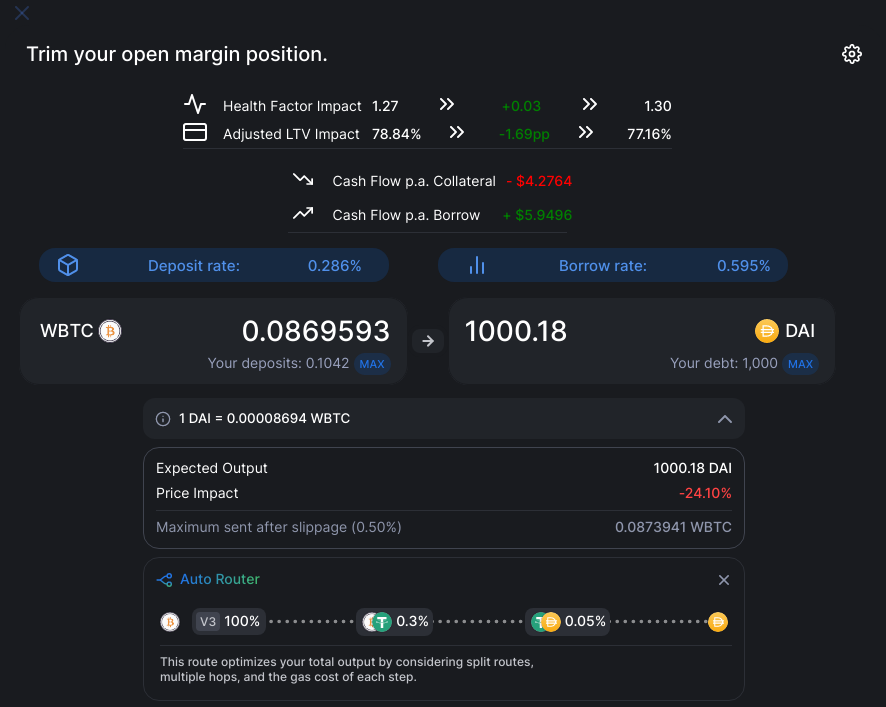 Trim your open margin position.
Health Factor Impact 1.27 +0.03 1.30
Adjusted LTV Impact 78.84% -1.69pp 77.16%
Cash Flow p.a. Collateral - $4.2764
Cash Flow p.a. Borrow + $5.9496
Deposit rate: 0.286% Borrow rate: 0.595%
WBTC 0.0869593 1000.18 DAI
Your deposits: 0.1042 MAX Your debt: 1,000 MAX
1 DAI = 0.00008694 WBTC
Expected Output 1000.18 DAI
Price Impact -24.10%
Maximum sent after slippage (0.50%) 0.0873941 WBTC
Auto Router
V3 100% 0.3% 0.05%
This route optimizes your total output by considering split routes,
multiple hops, and the gas cost of each step.